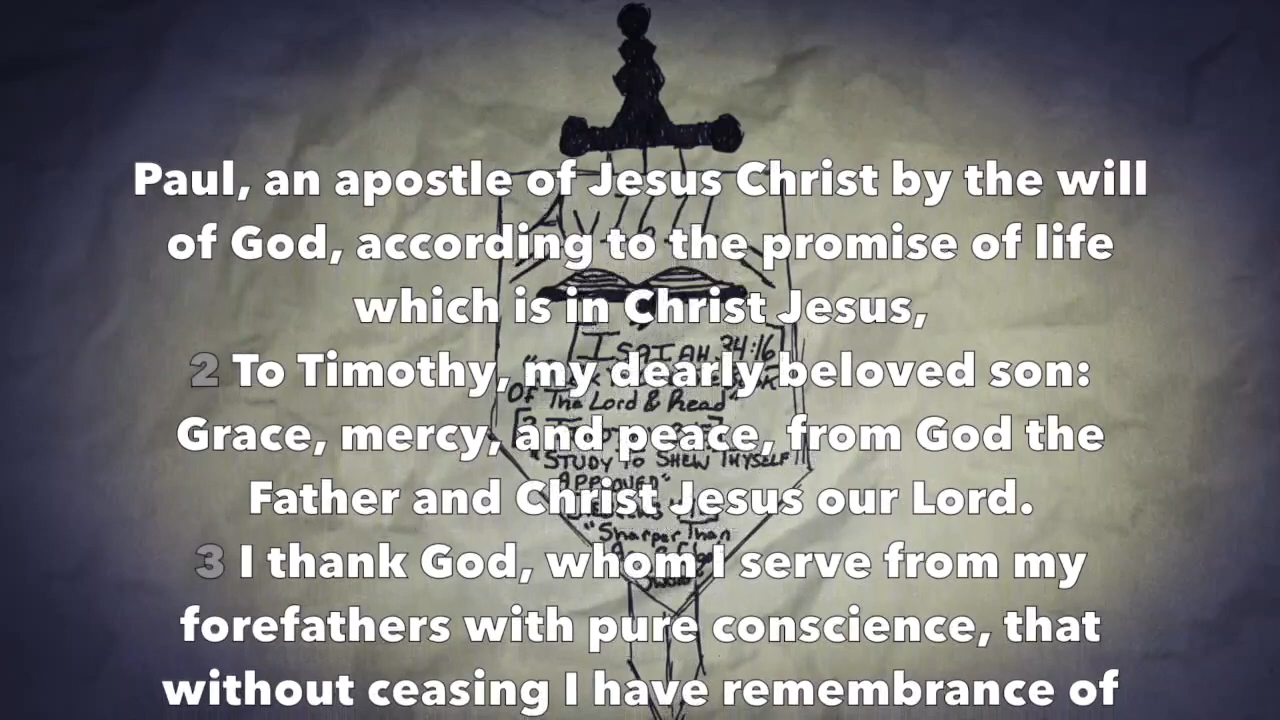 Paul, an apostle of Jesus Christ by the will
of God, according to the promise of life
which is in Christ Jesus,
2 To Timothy, my dearly beloved son:
Grace, mercy, and peace, from God the
Father and Christ Jesus our Lord.
3 I thank God, whom I serve from my
forefathers with pure conscience, that
without ceasing I have remembrance of
AV 1611
ISAIAH 34:16
Of The Lord & Read"
"STUDY To SHEW THYSELF
APPROVED"
"Sharper Than